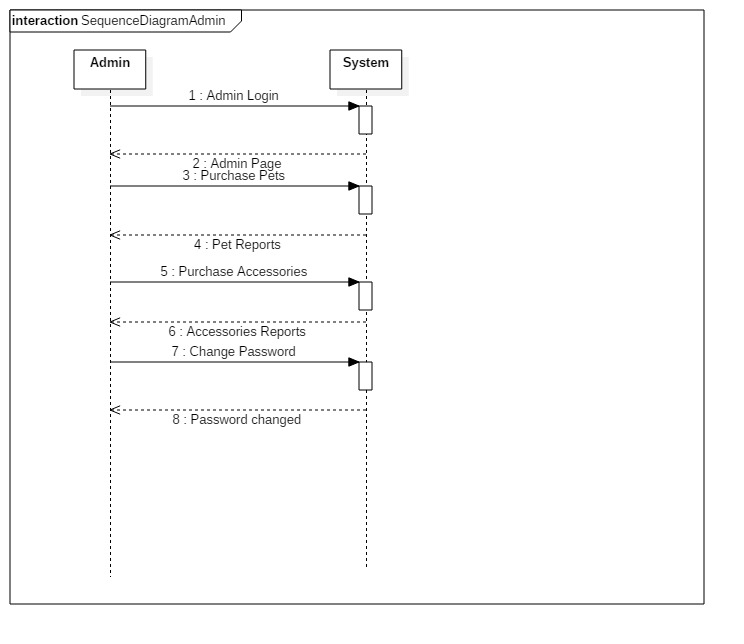 interaction SequenceDiagramAdmin
Admin System
1 : Admin Login
2 : Admin Page
3 : Purchase Pets
4 : Pet Reports
5 : Purchase Accessories
6 : Accessories Reports
7 : Change Password
8 : Password changed